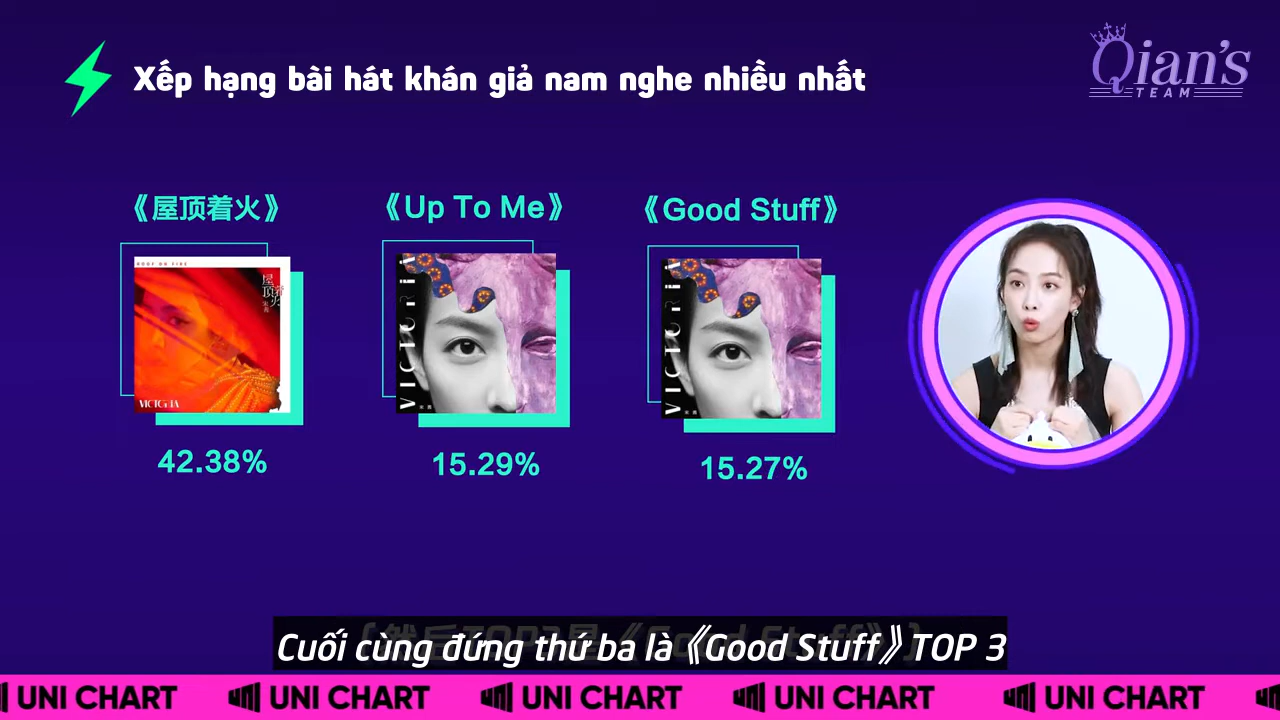 Xếp hạng bài hát khán giả nam nghe nhiều nhất
Qian's
TEAM
《屋顶着火》
《Up To Me》
《Good Stuff》
ROOF ON FIRE
屋顶着火
VICTORIA
VICTORIA
VICTORIA
42.38%
15.29%
15.27%
Cuối cùng đứng thứ ba là《Good Stuff》TOP 3
UNI CHART UNI CHART UNI CHART UNI CHART UNI CHART